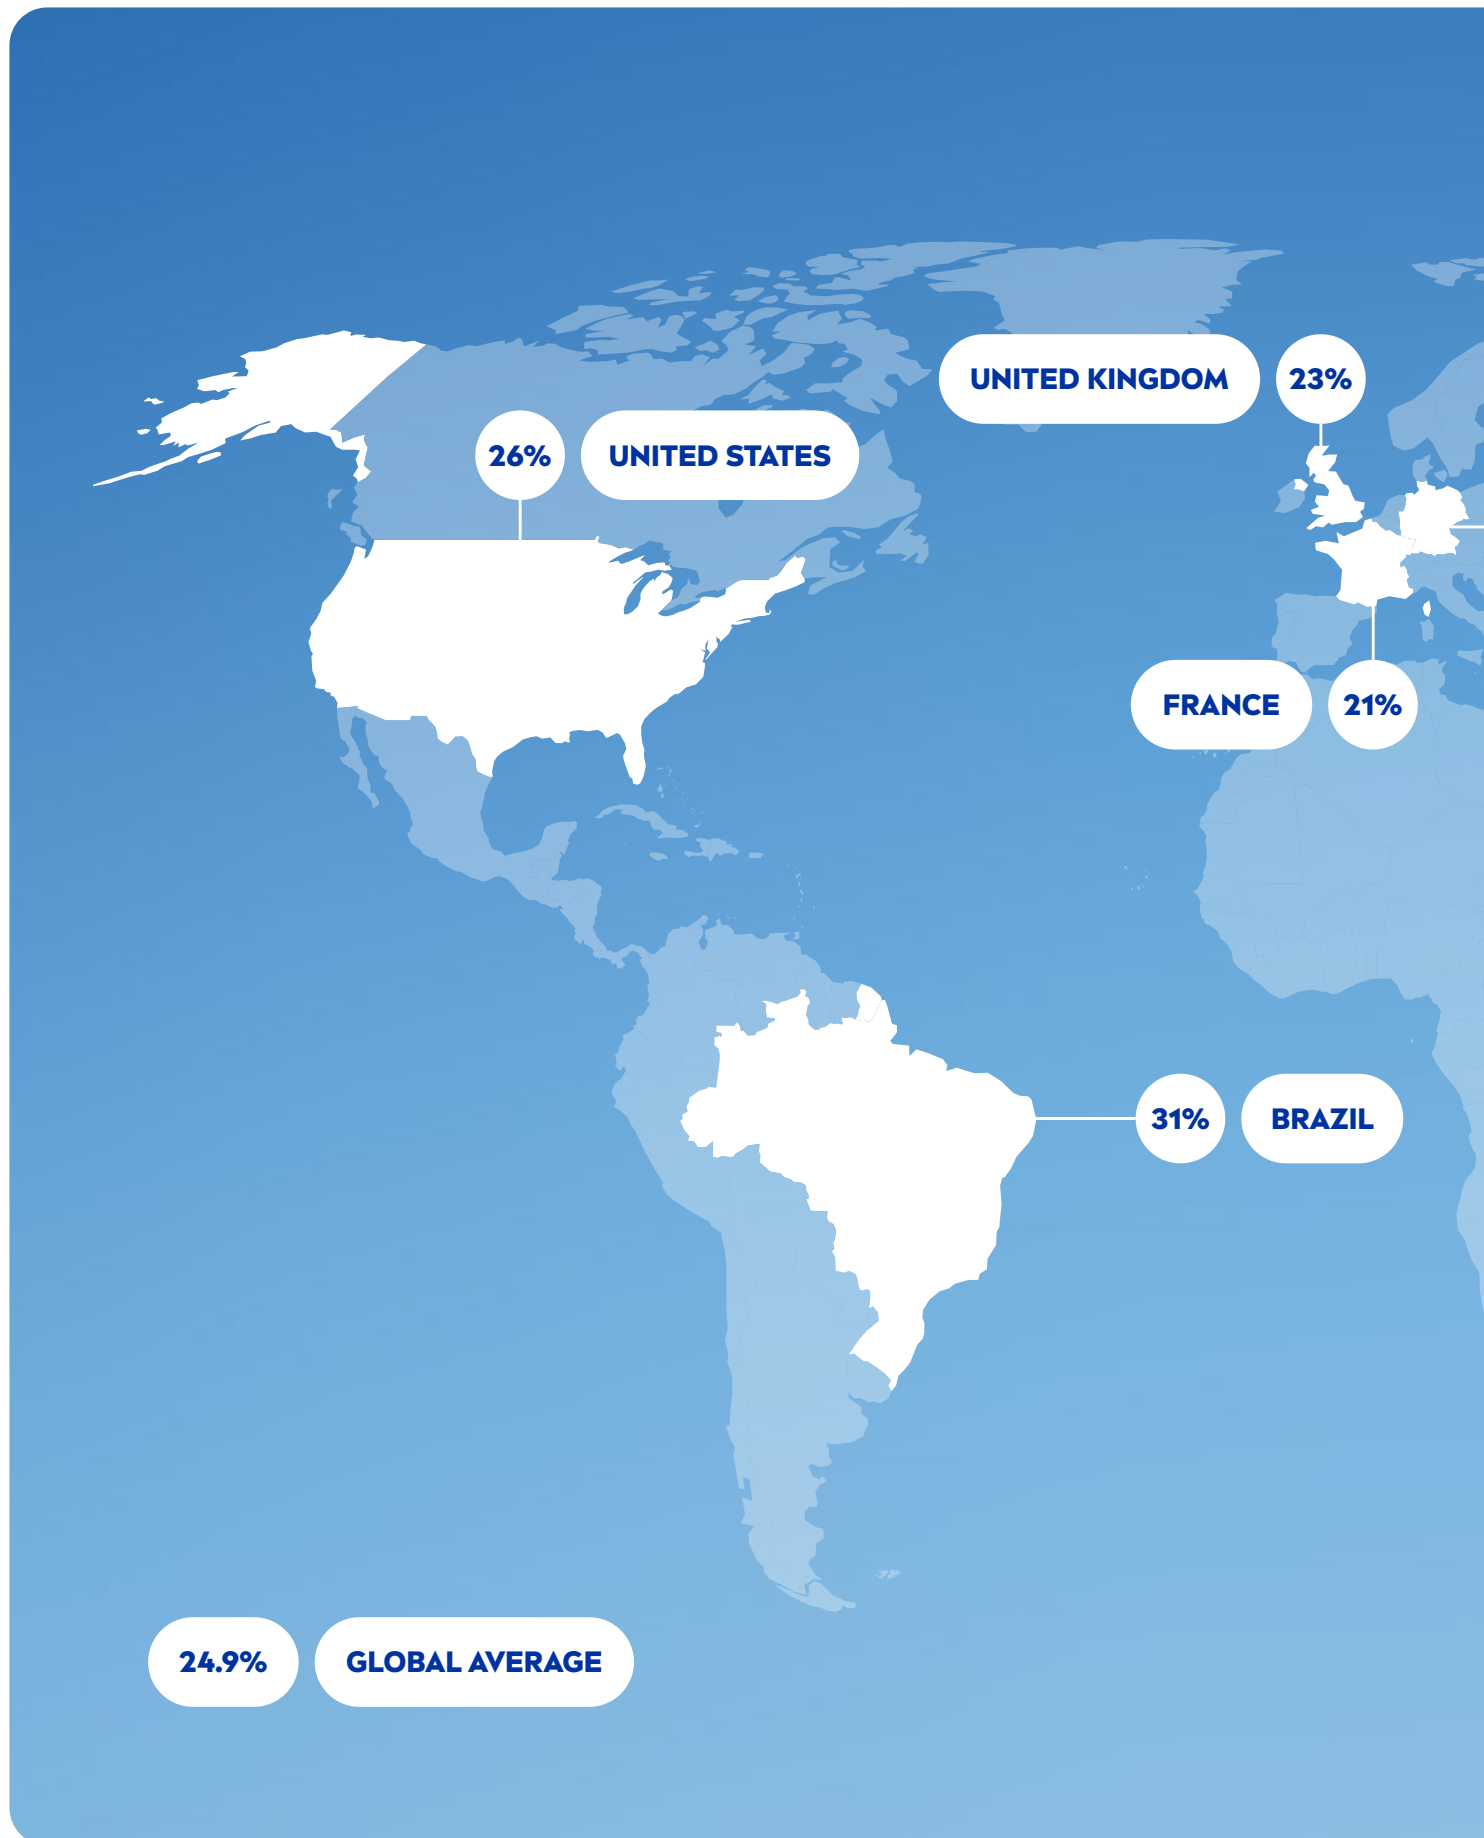 UNITED KINGDOM 23%
26% UNITED STATES
FRANCE 21%
31% BRAZIL
24.9% GLOBAL AVERAGE